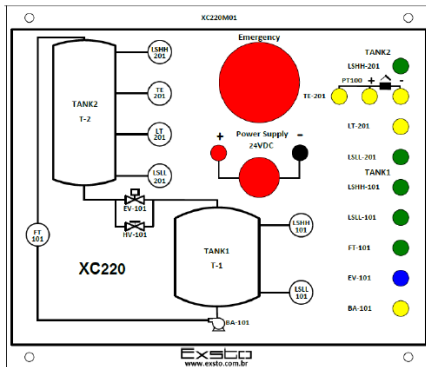 XC220M01
Emergency
TANK2
LSHH
201
TE
201
LT
201
LSLL
201
TANK2
T-2
LSHH-201
PT100 + -
TE-201
LT-201
+ Power Supply -
24VDC
LSLL-201
TANK1
LSHH-101
EV-101
HV-101
FT
101
TANK1
T-1
LSHH
101
LSLL-101
FT-101
XC220
LSLL
101
EV-101
BA-101
BA-101
Exsto
www.exsto.com.br